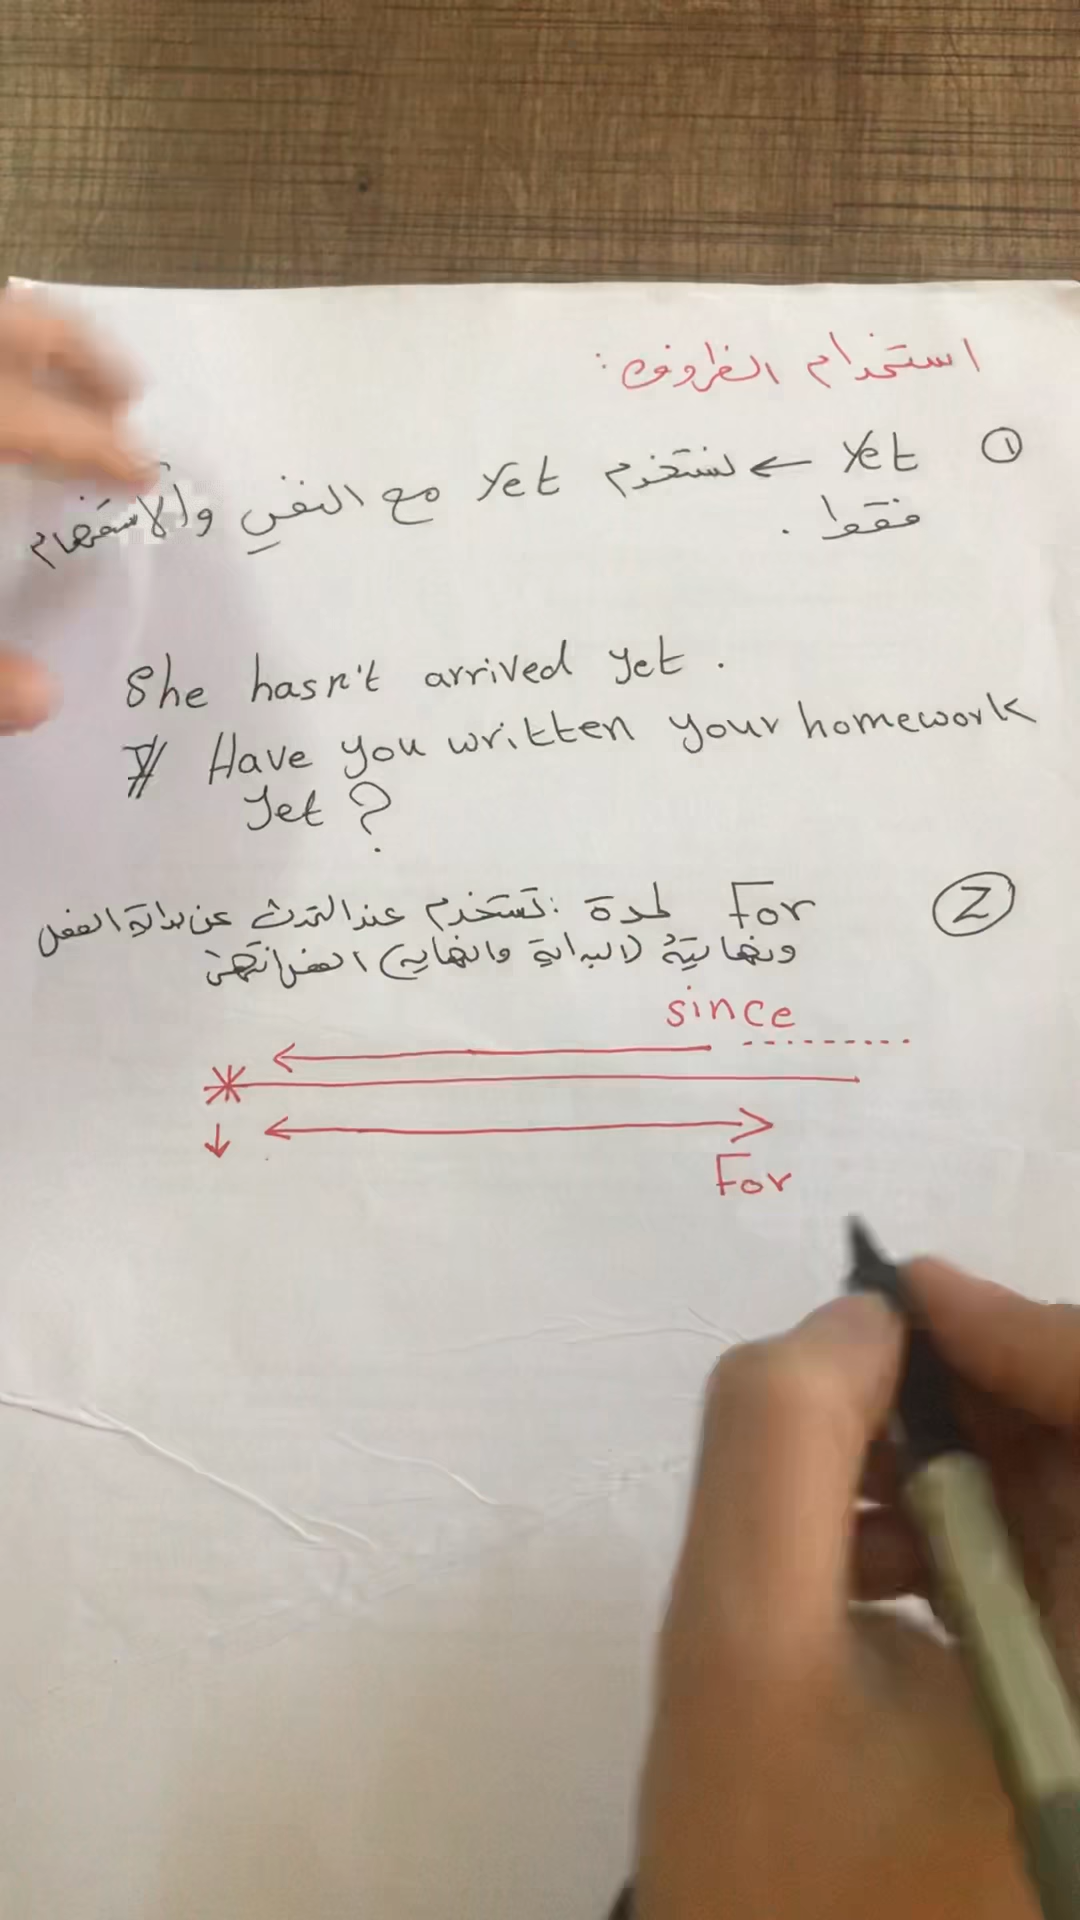 استخدام الظروف:
① Yet ← نستخدم Yet مع النفي والاستفهام
فقط .
She hasn't arrived yet .
Have you written your homework
Yet ?
② For لمدة : تستخدم عند التحدث عن بداية الفعل
ونهايته (البداية والنهاية) الفعل انتهى
since
For